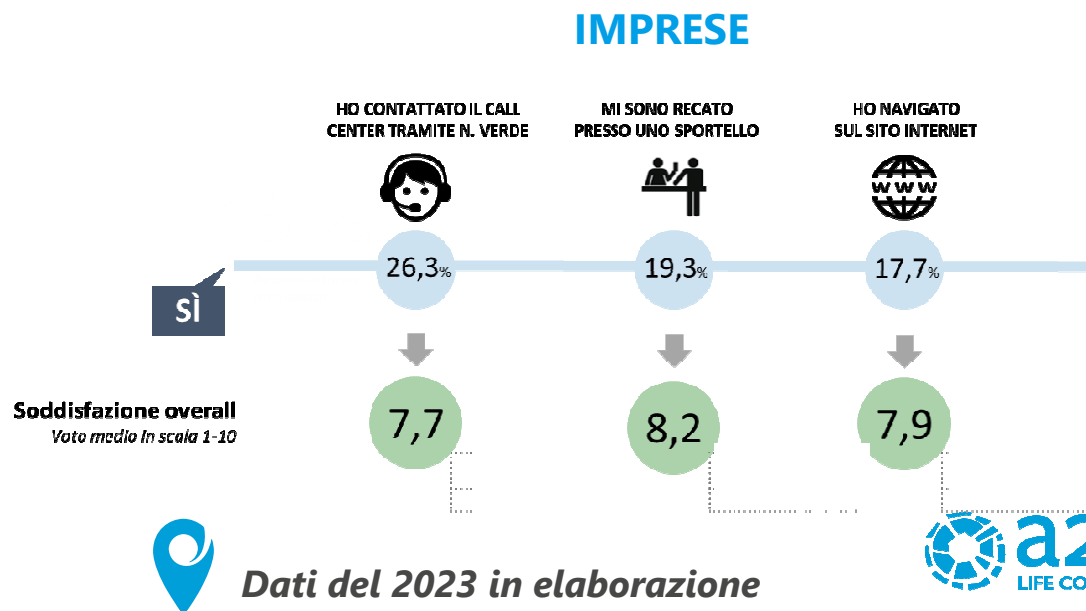 IMPRESE
HO CONTATTATO IL CALL
CENTER TRAMITE N. VERDE
MI SONO RECATO
PRESSO UNO SPORTELLO
HO NAVIGATO
SUL SITO INTERNET
WWW
SÌ
26,3%
19,3%
17,7%
Soddisfazione overall
Voto medio in scala 1-10
7,7
8,2
7,9
Dati del 2023 in elaborazione
a2
LIFE CO